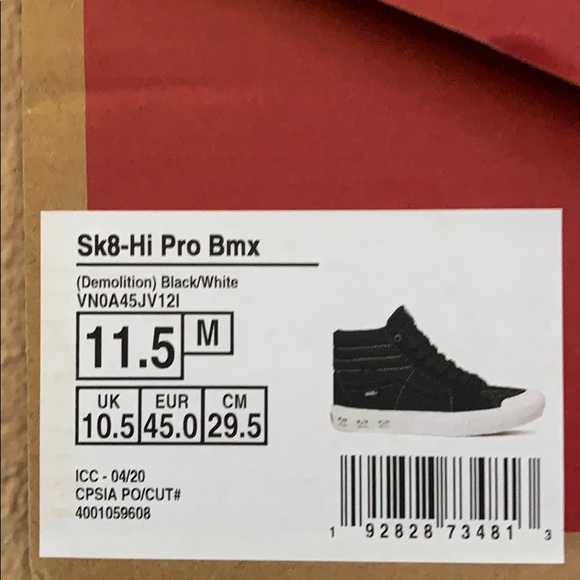 Sk8-Hi Pro Bmx
(Demolition) Black/White
VN0A45JV12I
11.5 M
UK EUR CM
10.5 45.0 29.5
ICC - 04/20
CPSIA PO/CUT#
4001059608
1 92828 73481 3